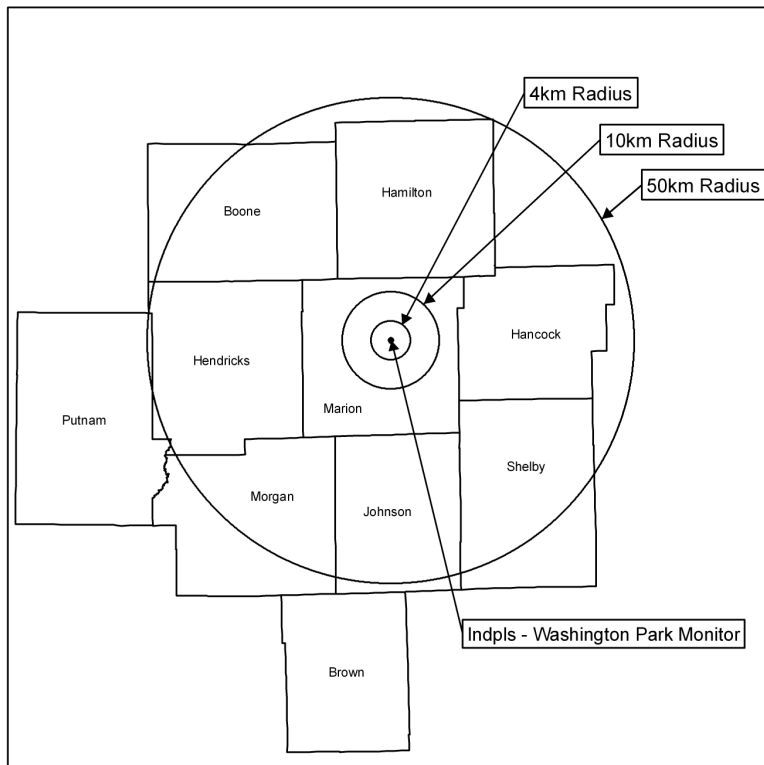 4km Radius
10km Radius
50km Radius
Hamilton
Boone
Hancock
Hendricks
Marion
Putnam
Shelby
Morgan
Johnson
Indpls - Washington Park Monitor
Brown